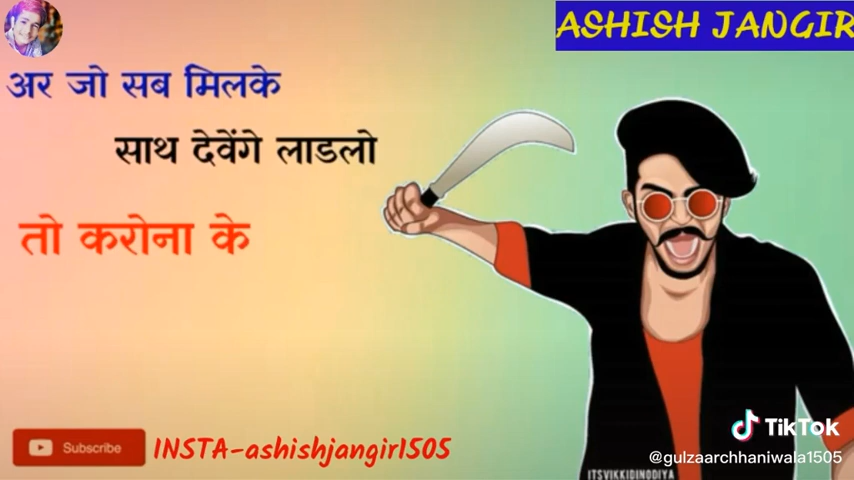 ASHISH JANGIR
अर जो सब मिलके
साथ देवेंगे लाडलो
तो करोना के
Subscribe
INSTA-ashishjangir1505
TikTok
@gulzaarchhaniwala1505
ITSVIKKIDINODIYA